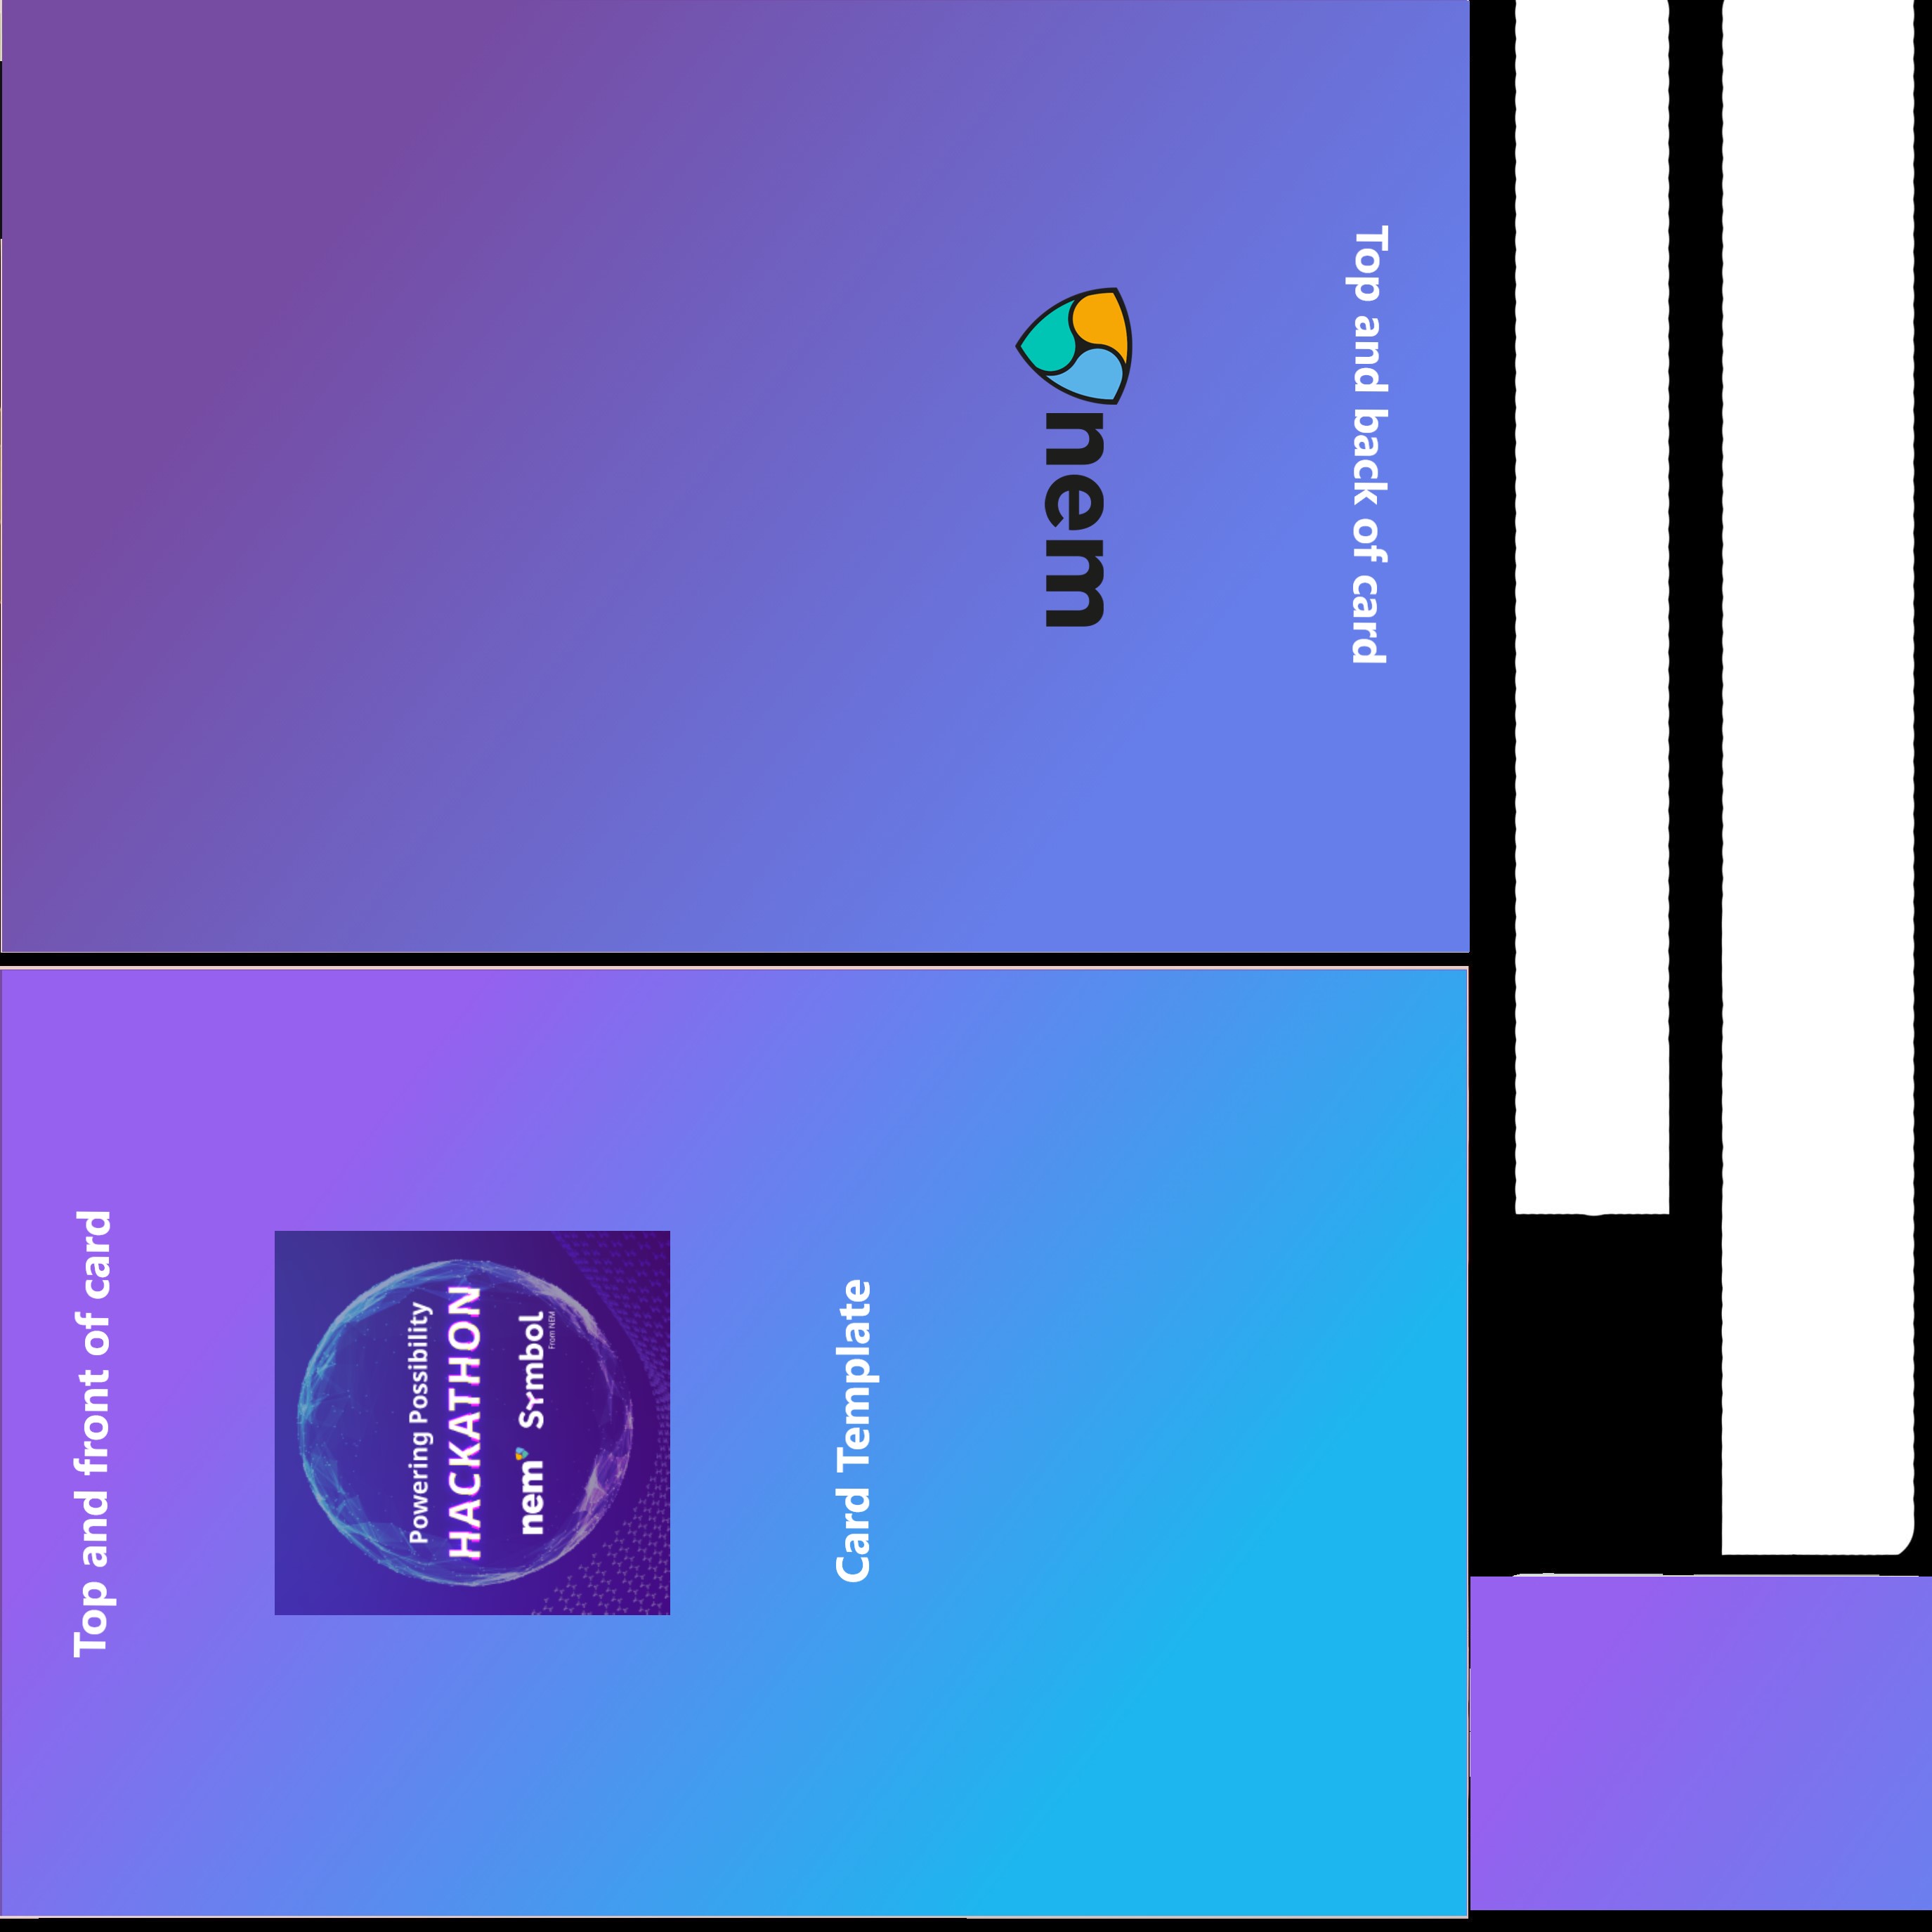 Top and back of card
nem
Top and front of card
Powering Possibility
HACKATHON
nem Symbol
From NEM
Card Template